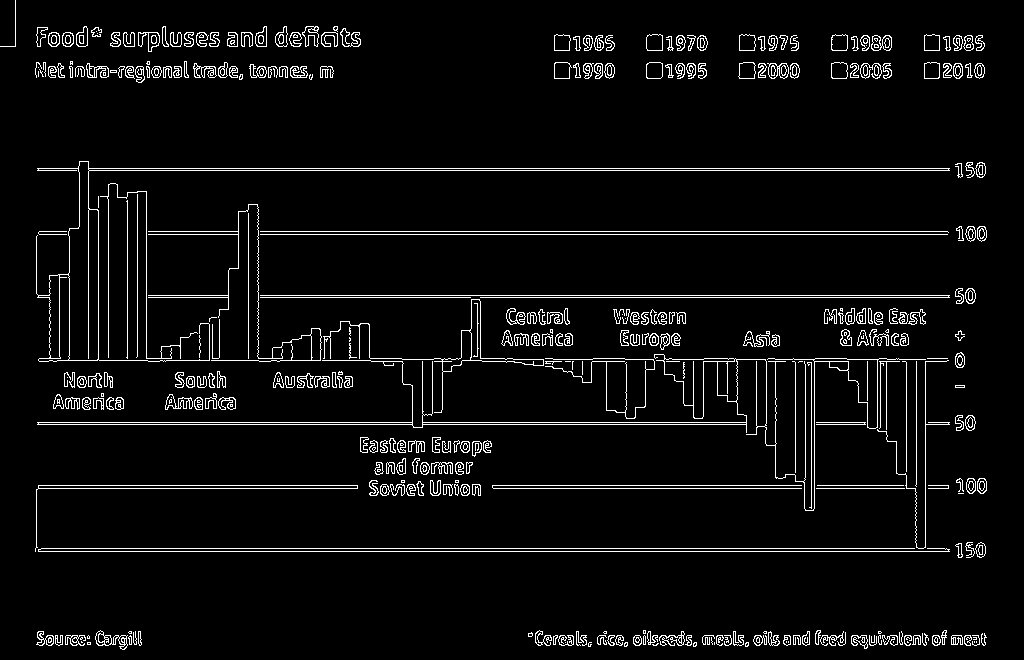 Food* surpluses and deficits
Net intra-regional trade, tonnes, m
1965 1970 1975 1980 1985
1990 1995 2000 2005 2010
150
100
50
+
0
–
50
100
150
North
America
South
America
Australia
Eastern Europe
and former
Soviet Union
Central
America
Western
Europe
Asia
Middle East
& Africa
Source: Cargill
*Cereals, rice, oilseeds, meals, oils and feed equivalent of meat